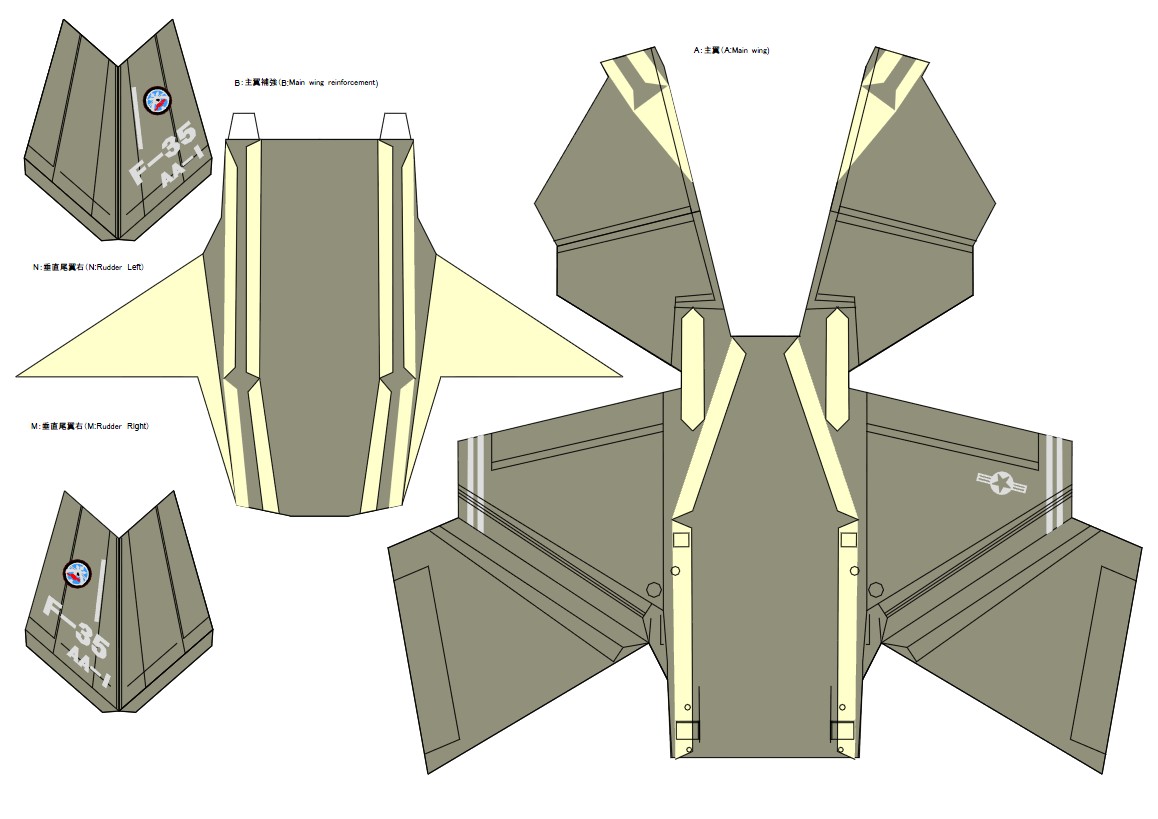 A:主翼(A:Main wing)
B:主翼補強(B:Main wing reinforcement)
F-35
AA-1
N:垂直尾翼右(N:Rudder Left)
M:垂直尾翼右(M:Rudder Right)
F-35
AA-1